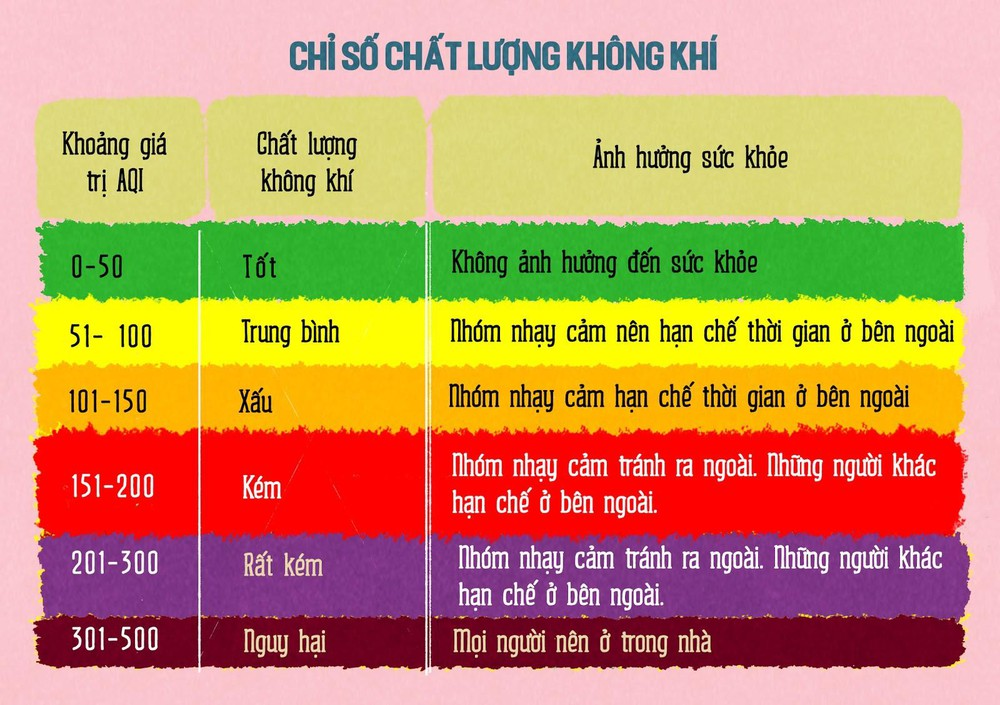 CHỈ SỐ CHẤT LƯỢNG KHÔNG KHÍ
Khoảng giá
trị AQI
Chất lượng
không khí
Ảnh hưởng sức khỏe
0-50
Tốt
Không ảnh hưởng đến sức khỏe
51- 100
Trung bình
Nhóm nhạy cảm nên hạn chế thời gian ở bên ngoài
101-150
Xấu
Nhóm nhạy cảm hạn chế thời gian ở bên ngoài
151-200
Kém
Nhóm nhạy cảm tránh ra ngoài. Những người khác
hạn chế ở bên ngoài.
201-300
Rất kém
Nhóm nhạy cảm tránh ra ngoài. Những người khác
hạn chế ở bên ngoài.
301-500
Nguy hại
Mọi người nên ở trong nhà